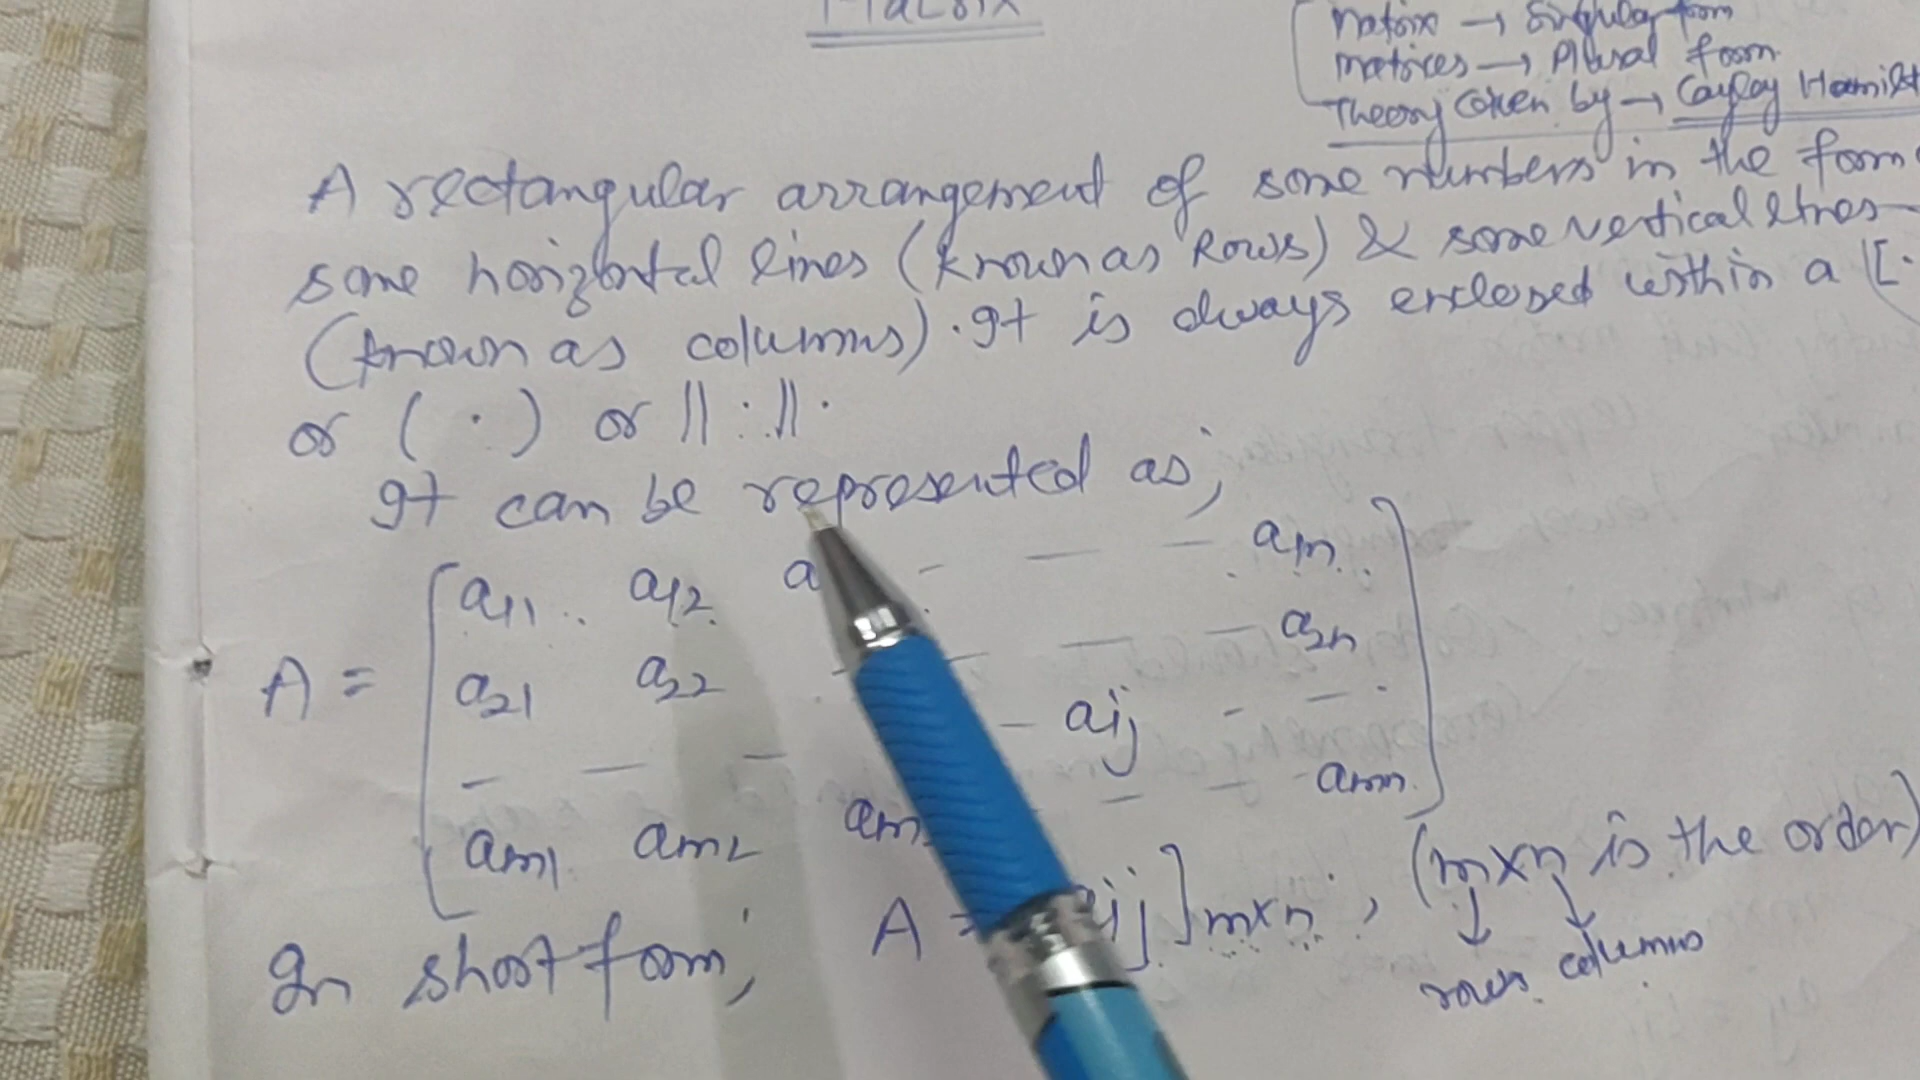 Matrix
Matrix → Singular form
matrices → Plural form
Theory given by → Cayley Hamilt
A rectangular arrangement of some numbers in the form
some horizontal lines (known as Rows) & some vertical lines
(known as columns). It is always enclosed within a [.
or ( . ) or || : ||.
It can be represented as;
a11 a12 a — — — a1n
A = a21 a22 — — — a2n
— — — — aij — —
am1 am2 am — — amn
In short form; A = ij]m×n, (m×n is the order)
rows columns